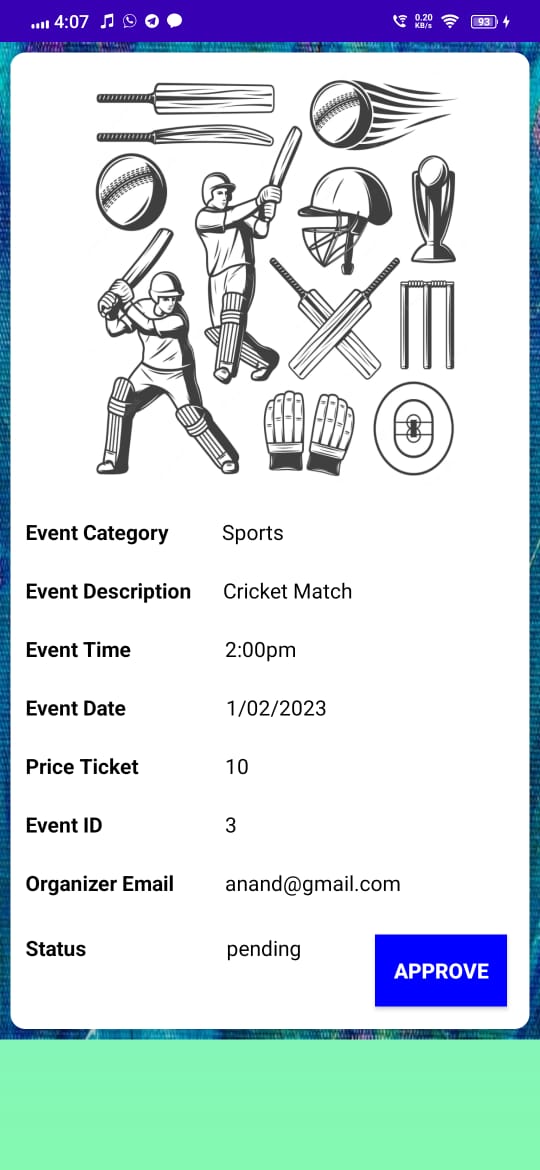 4:07 0.20 KB/s 93
Event Category Sports
Event Description Cricket Match
Event Time 2:00pm
Event Date 1/02/2023
Price Ticket 10
Event ID 3
Organizer Email anand@gmail.com
Status pending
APPROVE